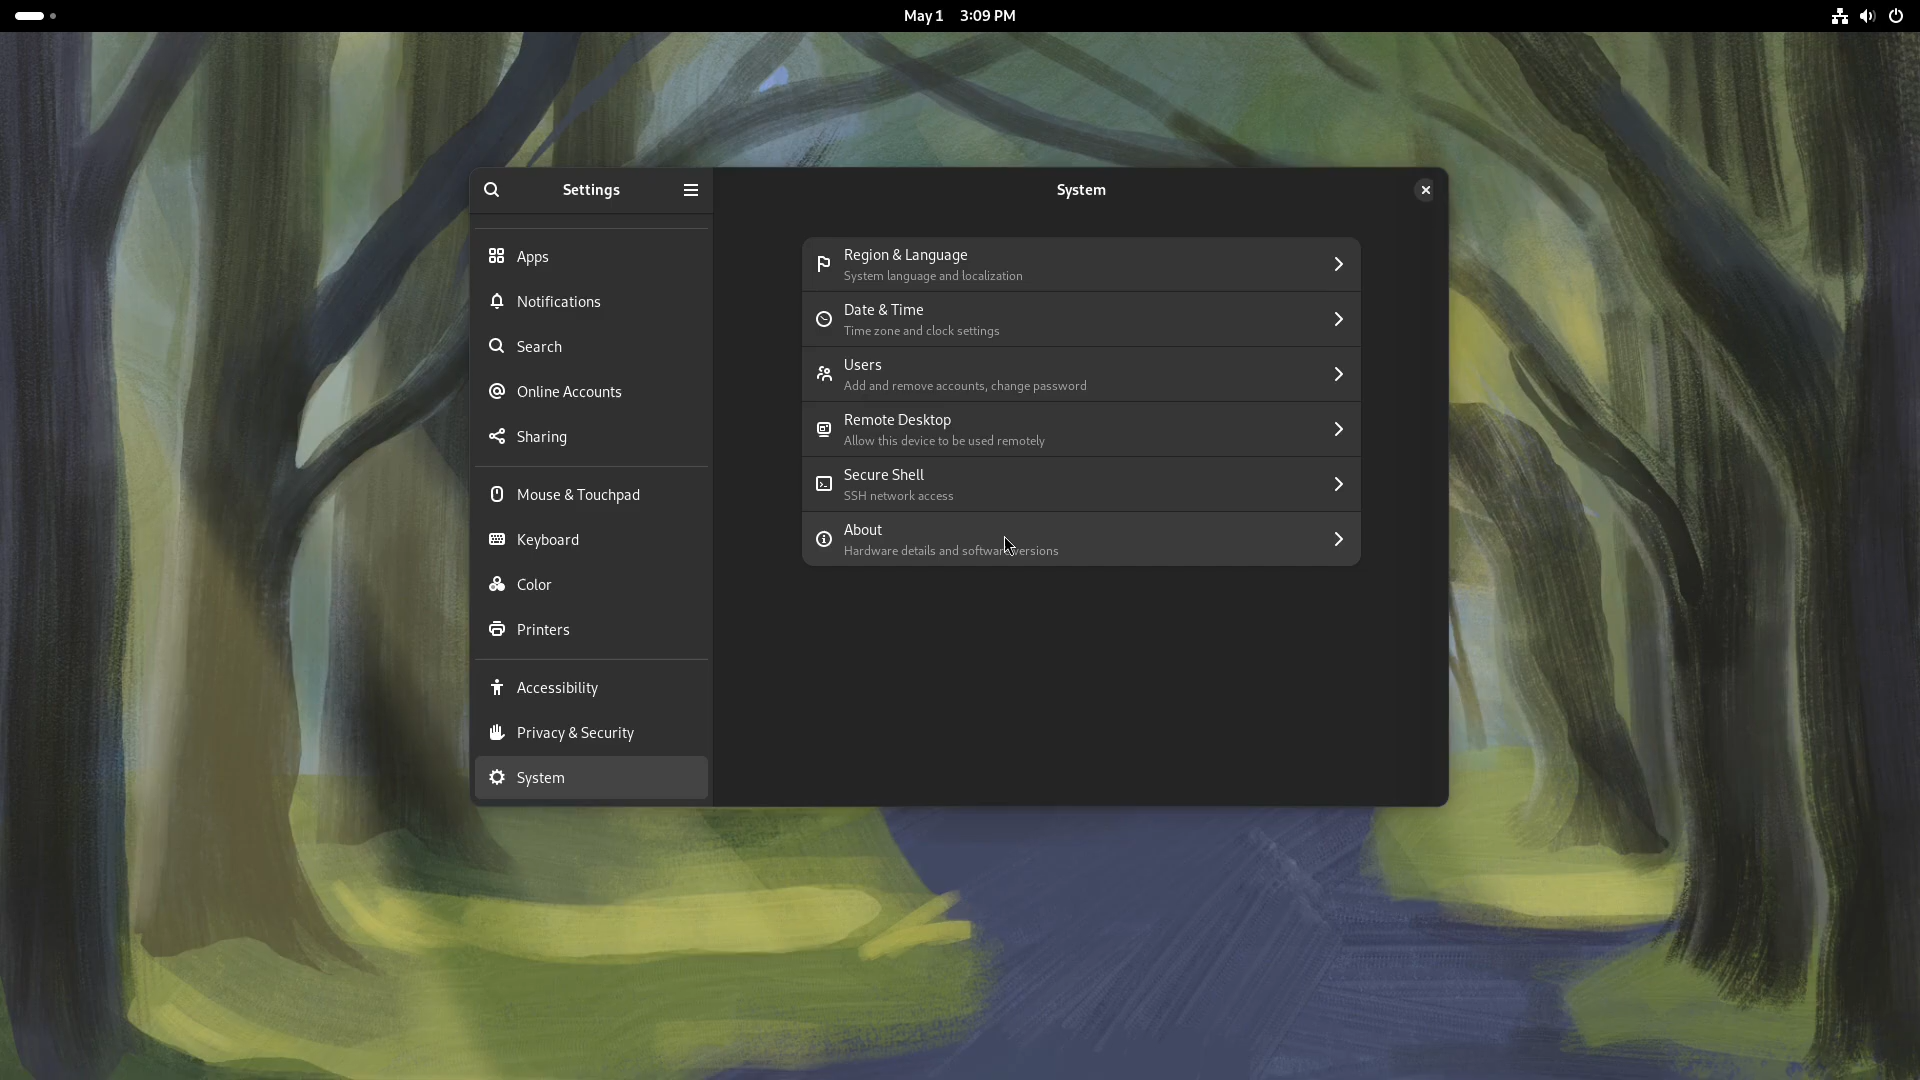 May 1 3:09 PM
Settings
Apps
Notifications
Search
Online Accounts
Sharing
Mouse & Touchpad
Keyboard
Color
Printers
Accessibility
Privacy & Security
System
System
Region & Language
System language and localization
Date & Time
Time zone and clock settings
Users
Add and remove accounts, change password
Remote Desktop
Allow this device to be used remotely
Secure Shell
SSH network access
About
Hardware details and software versions